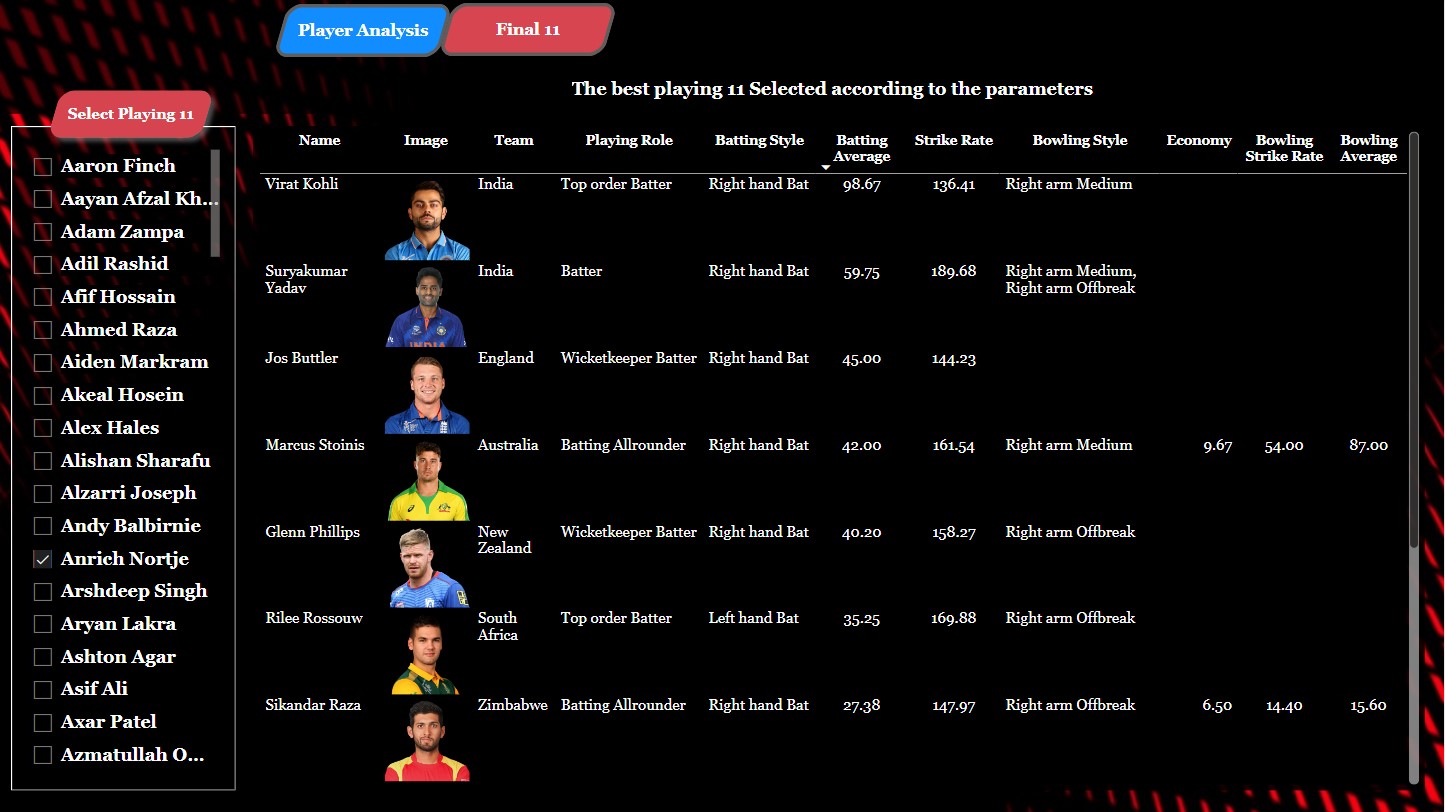 Player Analysis
Final 11
The best playing 11 Selected according to the parameters
Select Playing 11
Aaron Finch
Aayan Afzal Kh...
Adam Zampa
Adil Rashid
Afif Hossain
Ahmed Raza
Aiden Markram
Akeal Hosein
Alex Hales
Alishan Sharafu
Alzarri Joseph
Andy Balbirnie
Anrich Nortje
Arshdeep Singh
Aryan Lakra
Ashton Agar
Asif Ali
Axar Patel
Azmatullah O...
Name Image Team Playing Role Batting Style Batting Average Strike Rate Bowling Style Economy Bowling Strike Rate Bowling Average
Virat Kohli India Top order Batter Right hand Bat 98.67 136.41 Right arm Medium
Suryakumar Yadav India Batter Right hand Bat 59.75 189.68 Right arm Medium, Right arm Offbreak
INDIA
Jos Buttler England Wicketkeeper Batter Right hand Bat 45.00 144.23
Marcus Stoinis Australia Batting Allrounder Right hand Bat 42.00 161.54 Right arm Medium 9.67 54.00 87.00
Glenn Phillips New Zealand Wicketkeeper Batter Right hand Bat 40.20 158.27 Right arm Offbreak
Rilee Rossouw South Africa Top order Batter Left hand Bat 35.25 169.88 Right arm Offbreak
Sikandar Raza Zimbabwe Batting Allrounder Right hand Bat 27.38 147.97 Right arm Offbreak 6.50 14.40 15.60